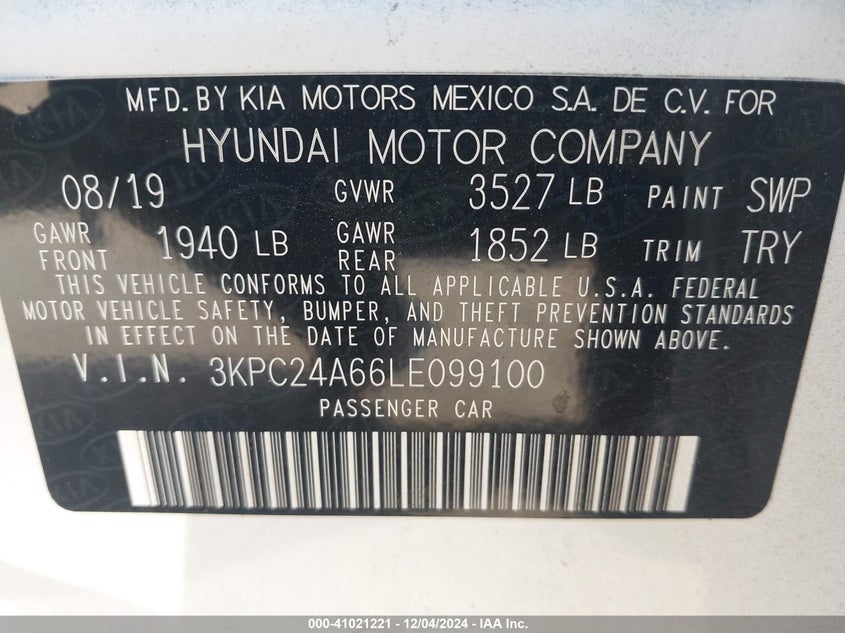 MFD. BY KIA MOTORS MEXICO S.A. DE C.V. FOR
HYUNDAI MOTOR COMPANY
08/19 GVWR 3527 LB PAINT SWP
GAWR FRONT 1940 LB GAWR REAR 1852 LB TRIM TRY
THIS VEHICLE CONFORMS TO ALL APPLICABLE U.S.A. FEDERAL
MOTOR VEHICLE SAFETY, BUMPER, AND THEFT PREVENTION STANDARDS
IN EFFECT ON THE DATE OF MANUFACTURE SHOWN ABOVE.
V.I.N. 3KPC24A66LE099100
PASSENGER CAR
000-41021221 - 12/04/2024 - IAA Inc.